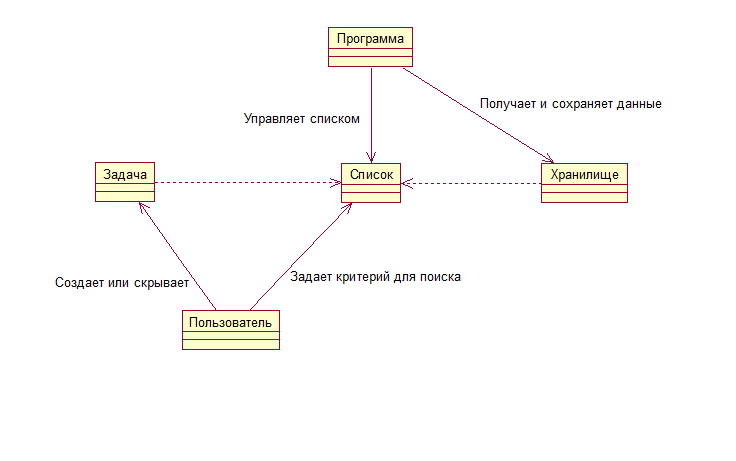 Программа
Получает и сохраняет данные
Управляет списком
Задача
Список
Хранилище
Создает или скрывает
Задает критерий для поиска
Пользователь